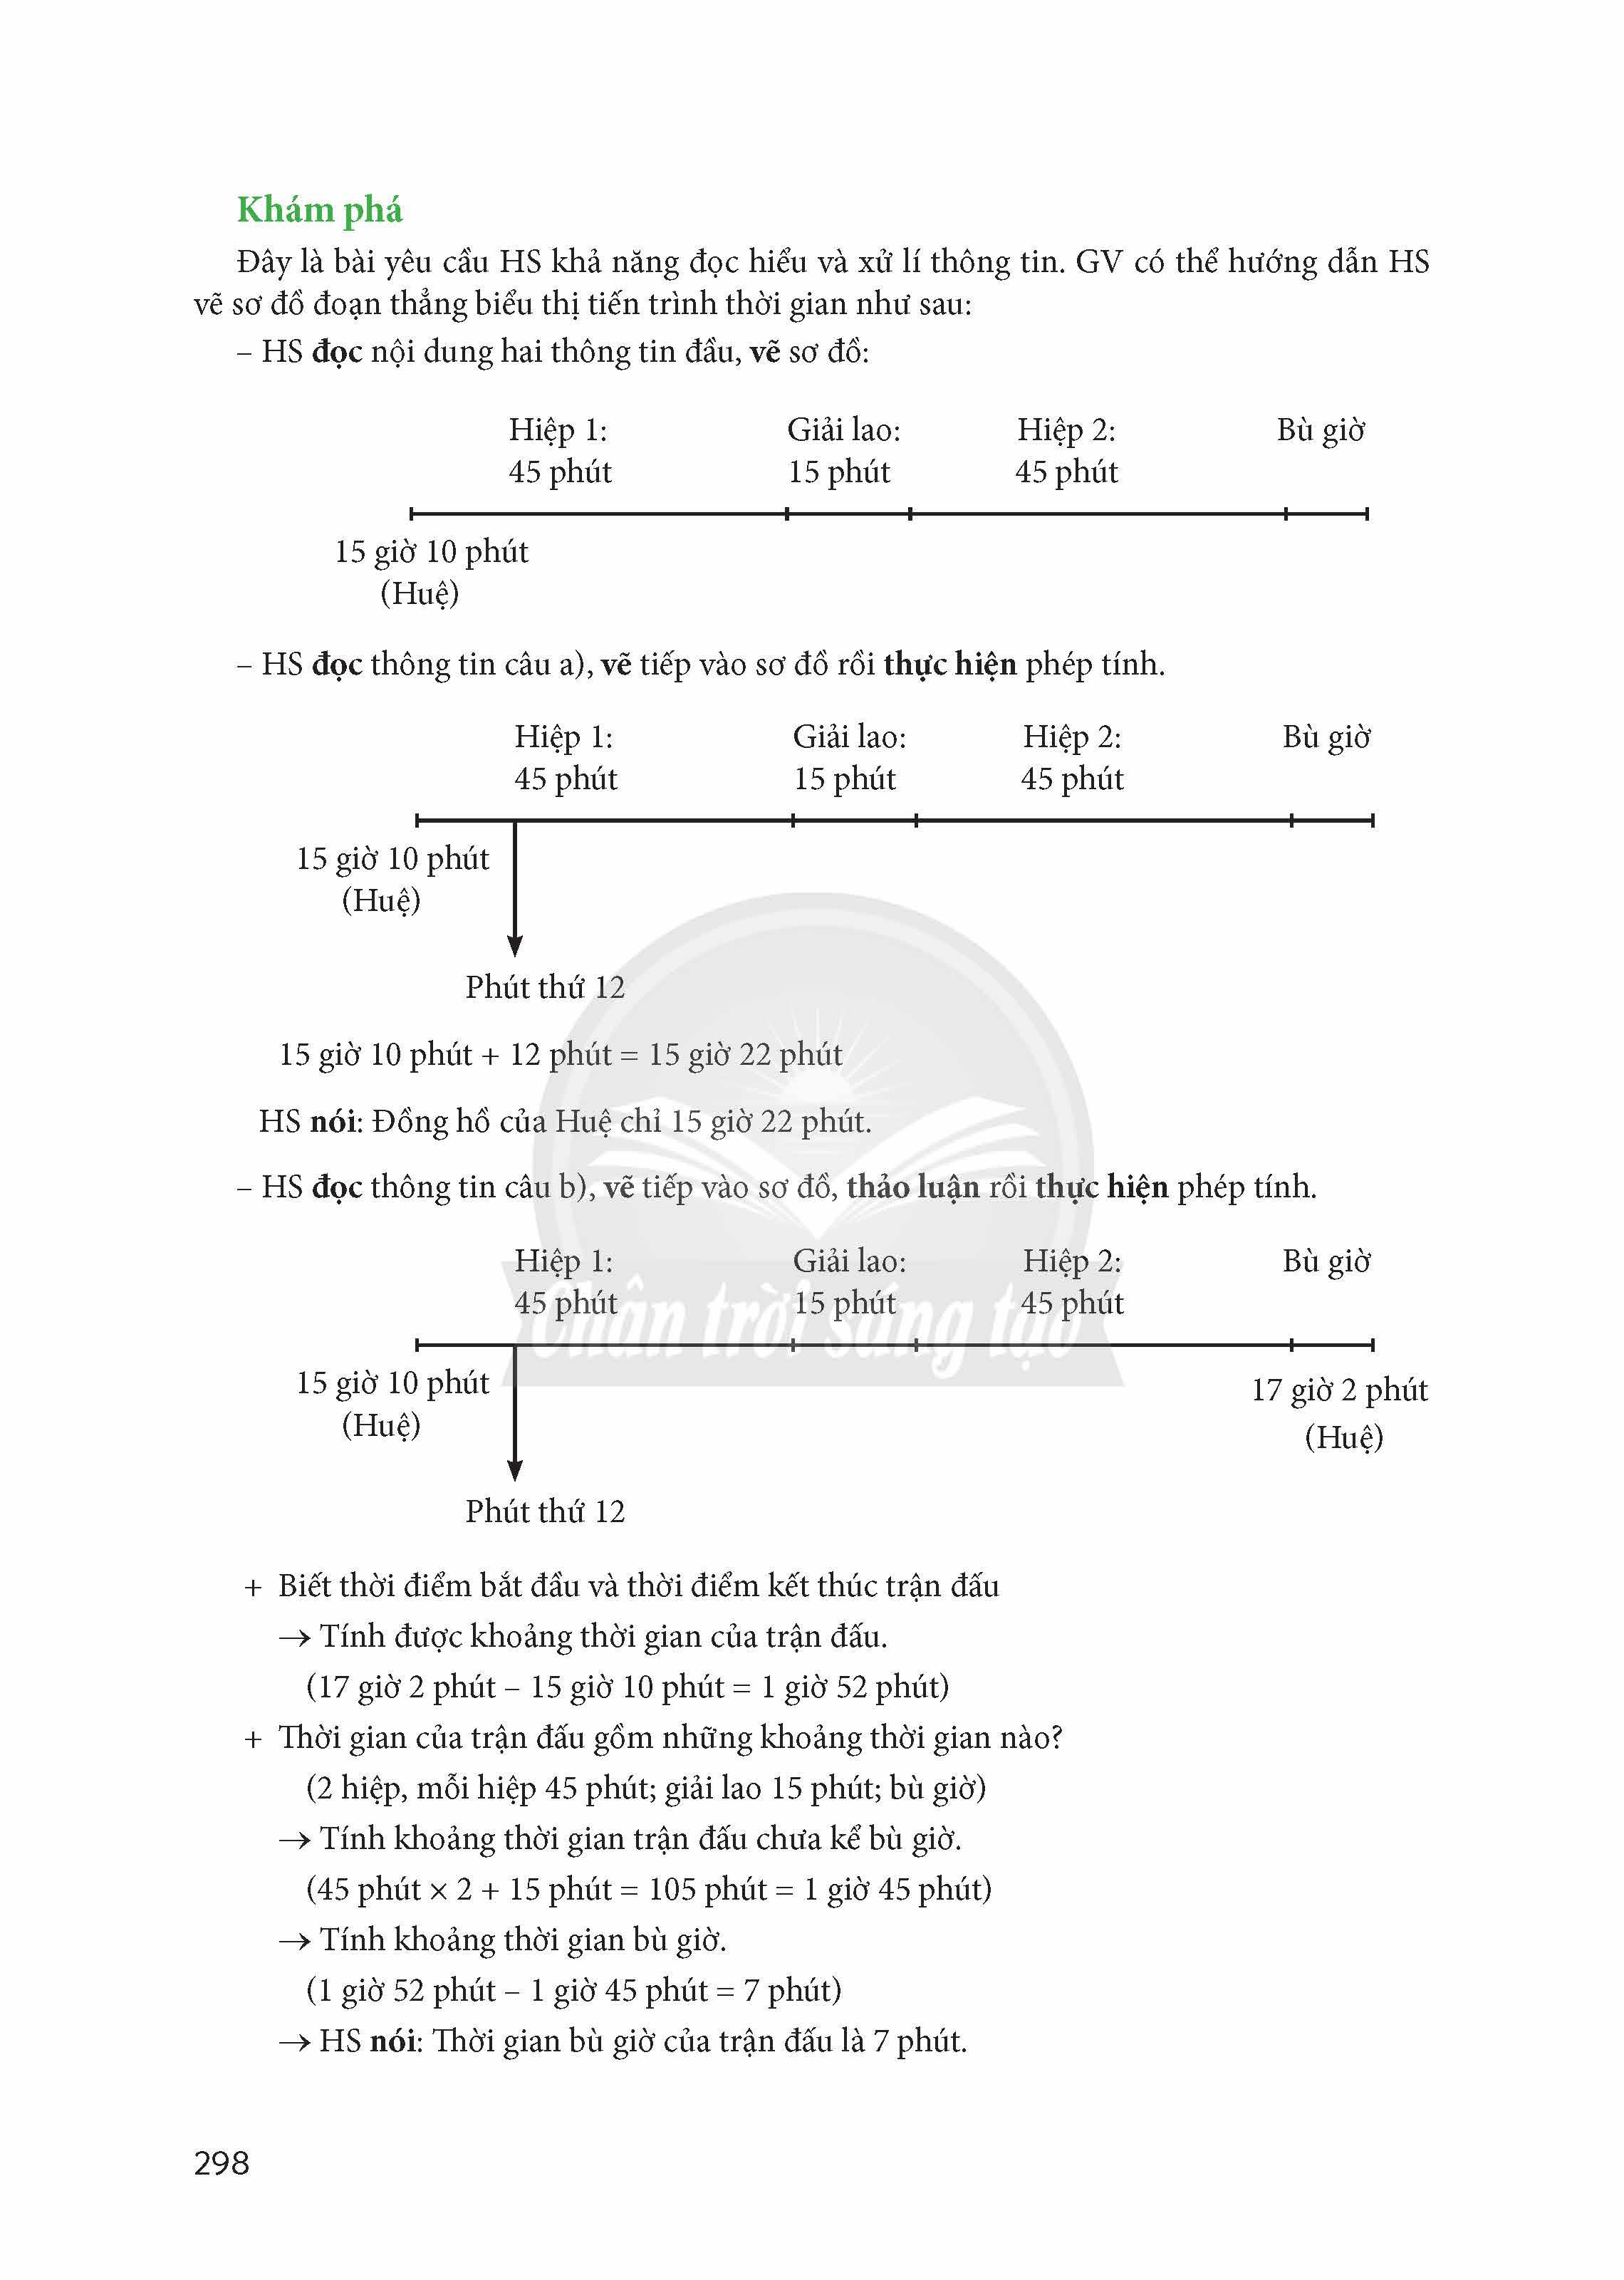 Khám phá
Đây là bài yêu cầu HS khả năng đọc hiểu và xử lí thông tin. GV có thể hướng dẫn HS
vẽ sơ đồ đoạn thẳng biểu thị tiến trình thời gian như sau:
– HS đọc nội dung hai thông tin đầu, vẽ sơ đồ:
Hiệp 1: Giải lao: Hiệp 2: Bù giờ
45 phút 15 phút 45 phút
15 giờ 10 phút
(Huệ)
– HS đọc thông tin câu a), vẽ tiếp vào sơ đồ rồi thực hiện phép tính.
Hiệp 1: Giải lao: Hiệp 2: Bù giờ
45 phút 15 phút 45 phút
15 giờ 10 phút
(Huệ)
Phút thứ 12
15 giờ 10 phút + 12 phút = 15 giờ 22 phút
HS nói: Đồng hồ của Huệ chỉ 15 giờ 22 phút.
– HS đọc thông tin câu b), vẽ tiếp vào sơ đồ, thảo luận rồi thực hiện phép tính.
Hiệp 1: Giải lao: Hiệp 2: Bù giờ
45 phút 15 phút 45 phút
Chân trời sáng tạo
15 giờ 10 phút 17 giờ 2 phút
(Huệ) (Huệ)
Phút thứ 12
+ Biết thời điểm bắt đầu và thời điểm kết thúc trận đấu
→ Tính được khoảng thời gian của trận đấu.
(17 giờ 2 phút – 15 giờ 10 phút = 1 giờ 52 phút)
+ Thời gian của trận đấu gồm những khoảng thời gian nào?
(2 hiệp, mỗi hiệp 45 phút; giải lao 15 phút; bù giờ)
→ Tính khoảng thời gian trận đấu chưa kể bù giờ.
(45 phút × 2 + 15 phút = 105 phút = 1 giờ 45 phút)
→ Tính khoảng thời gian bù giờ.
(1 giờ 52 phút – 1 giờ 45 phút = 7 phút)
→ HS nói: Thời gian bù giờ của trận đấu là 7 phút.
298